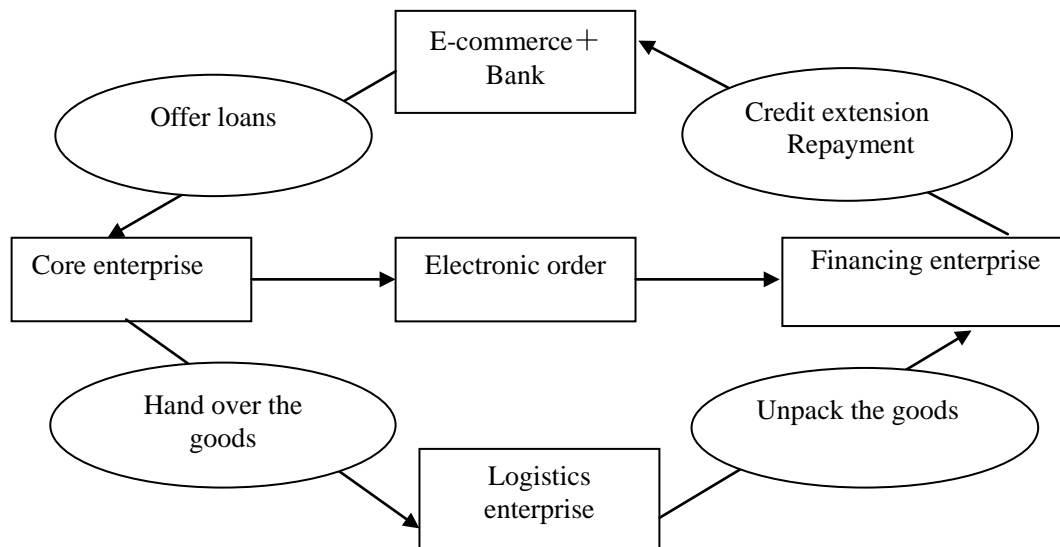 E-commerce＋
Bank
Offer loans
Credit extension
Repayment
Core enterprise
Electronic order
Financing enterprise
Hand over the
goods
Unpack the goods
Logistics
enterprise